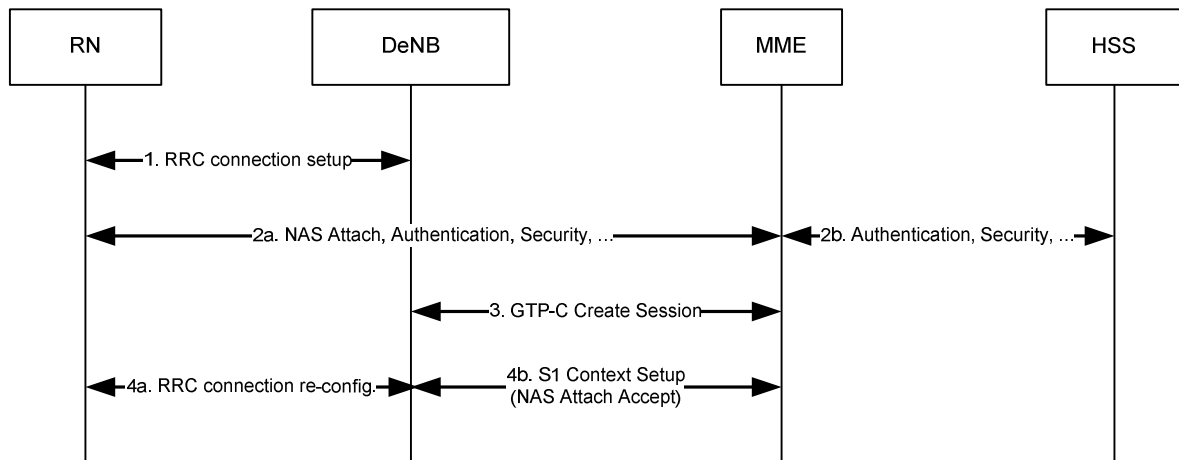 RN
DeNB
MME
HSS
1. RRC connection setup
2a. NAS Attach, Authentication, Security, ...
2b. Authentication, Security, ...
3. GTP-C Create Session
4a. RRC connection re-config.
4b. S1 Context Setup
(NAS Attach Accept)